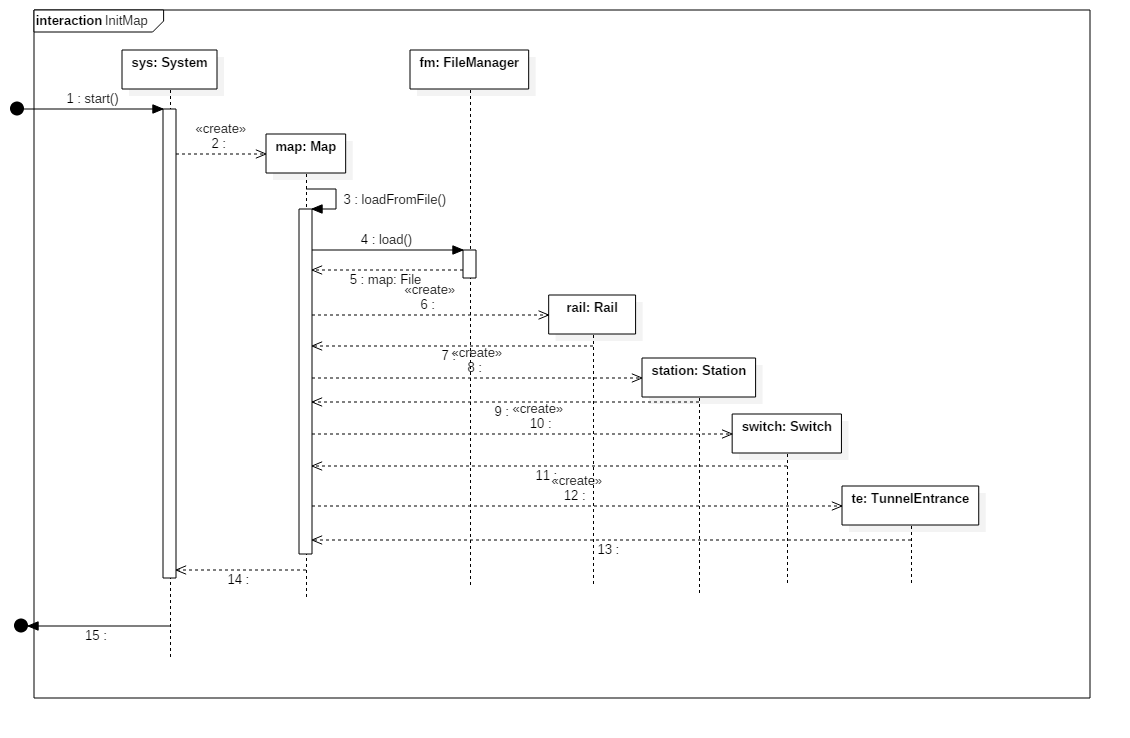 interaction InitMap
sys: System
fm: FileManager
1 : start()
«create»
2 :
map: Map
3 : loadFromFile()
4 : load()
5 : map: File
«create»
6 :
rail: Rail
7 :
«create»
8 :
station: Station
9 :
«create»
10 :
switch: Switch
11 :
«create»
12 :
te: TunnelEntrance
13 :
14 :
15 :